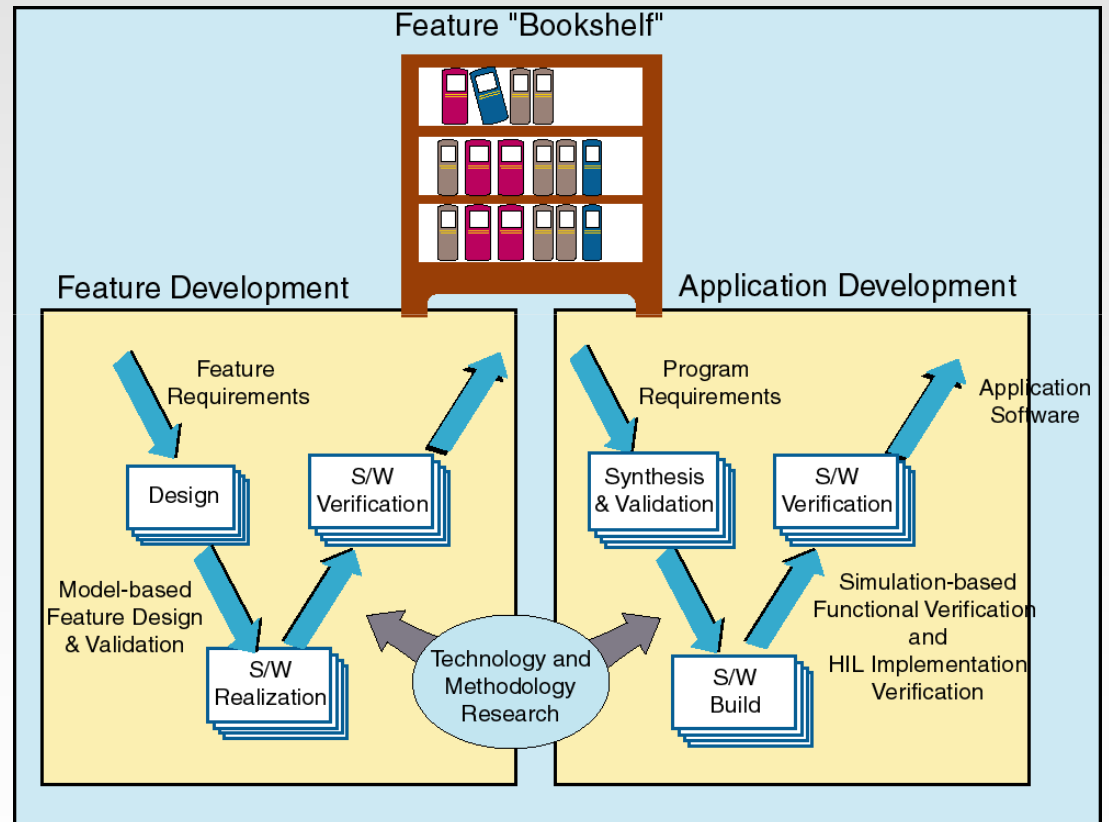 Feature "Bookshelf"
Feature Development
Application Development
Feature
Requirements
Design
S/W
Verification
Model-based
Feature Design
& Validation
S/W
Realization
Technology and
Methodology
Research
Program
Requirements
Application
Software
Synthesis
& Validation
S/W
Verification
Simulation-based
Functional Verification
and
HIL Implementation
Verification
S/W
Build